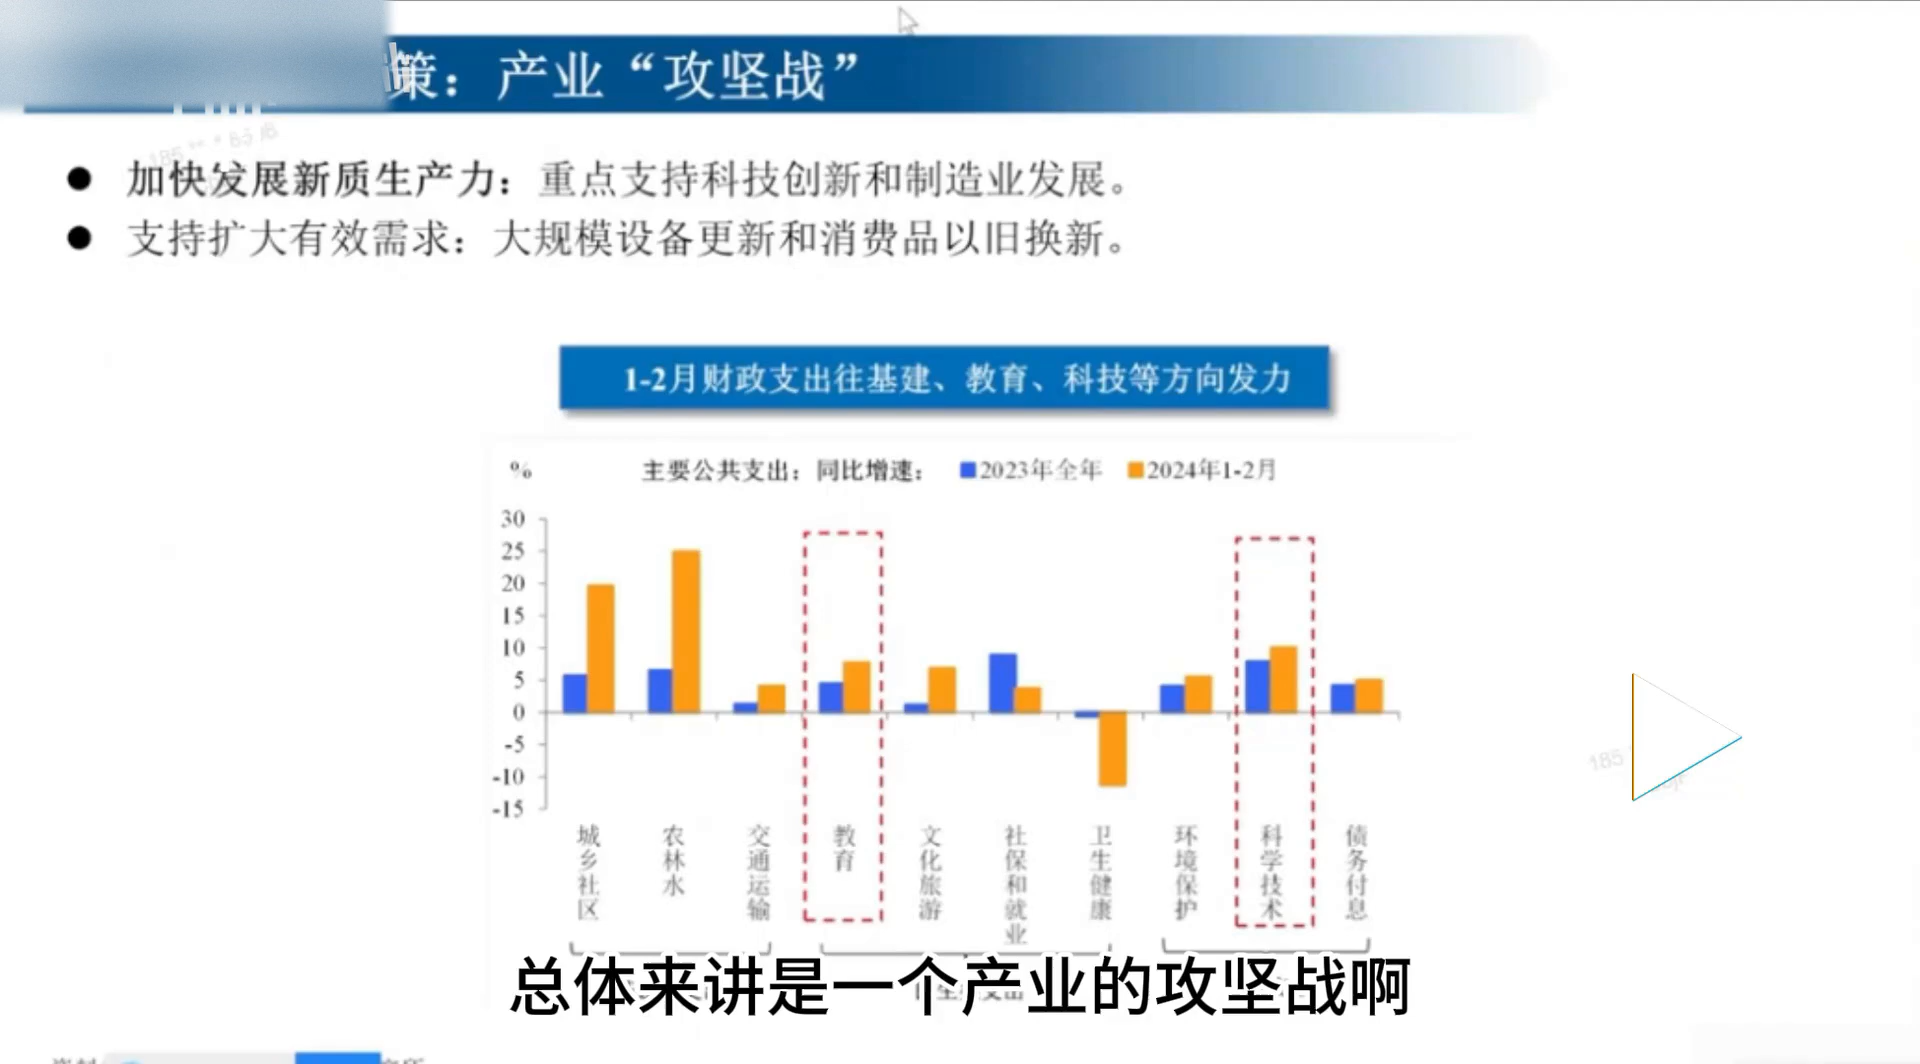 策：产业“攻坚战”
加快发展新质生产力：重点支持科技创新和制造业发展。
支持扩大有效需求：大规模设备更新和消费品以旧换新。
1-2月财政支出往基建、教育、科技等方向发力
% 主要公共支出：同比增速： 2023年全年 2024年1-2月
30
25
20
15
10
5
0
-5
-10
-15
城乡社区
农林水
交通运输
教育
文化旅游
社保和就业
卫生健康
环境保护
科学技术
债务付息
总体来讲是一个产业的攻坚战啊